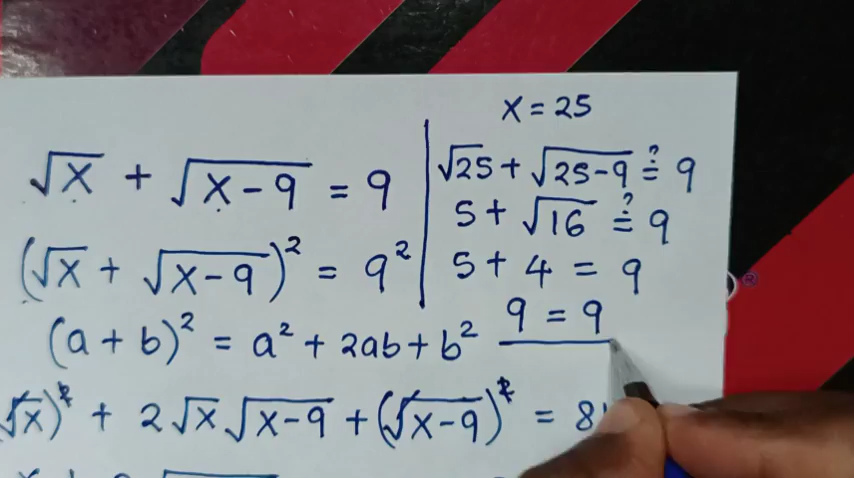 √x + √(x-9) = 9
(√x + √(x-9))² = 9²
(a + b)² = a² + 2ab + b²
√x)² + 2√x√(x-9) + (√(x-9))² = 81
x = 25
√25 + √(25-9) ≟ 9
5 + √16 ≟ 9
5 + 4 = 9
9 = 9
®